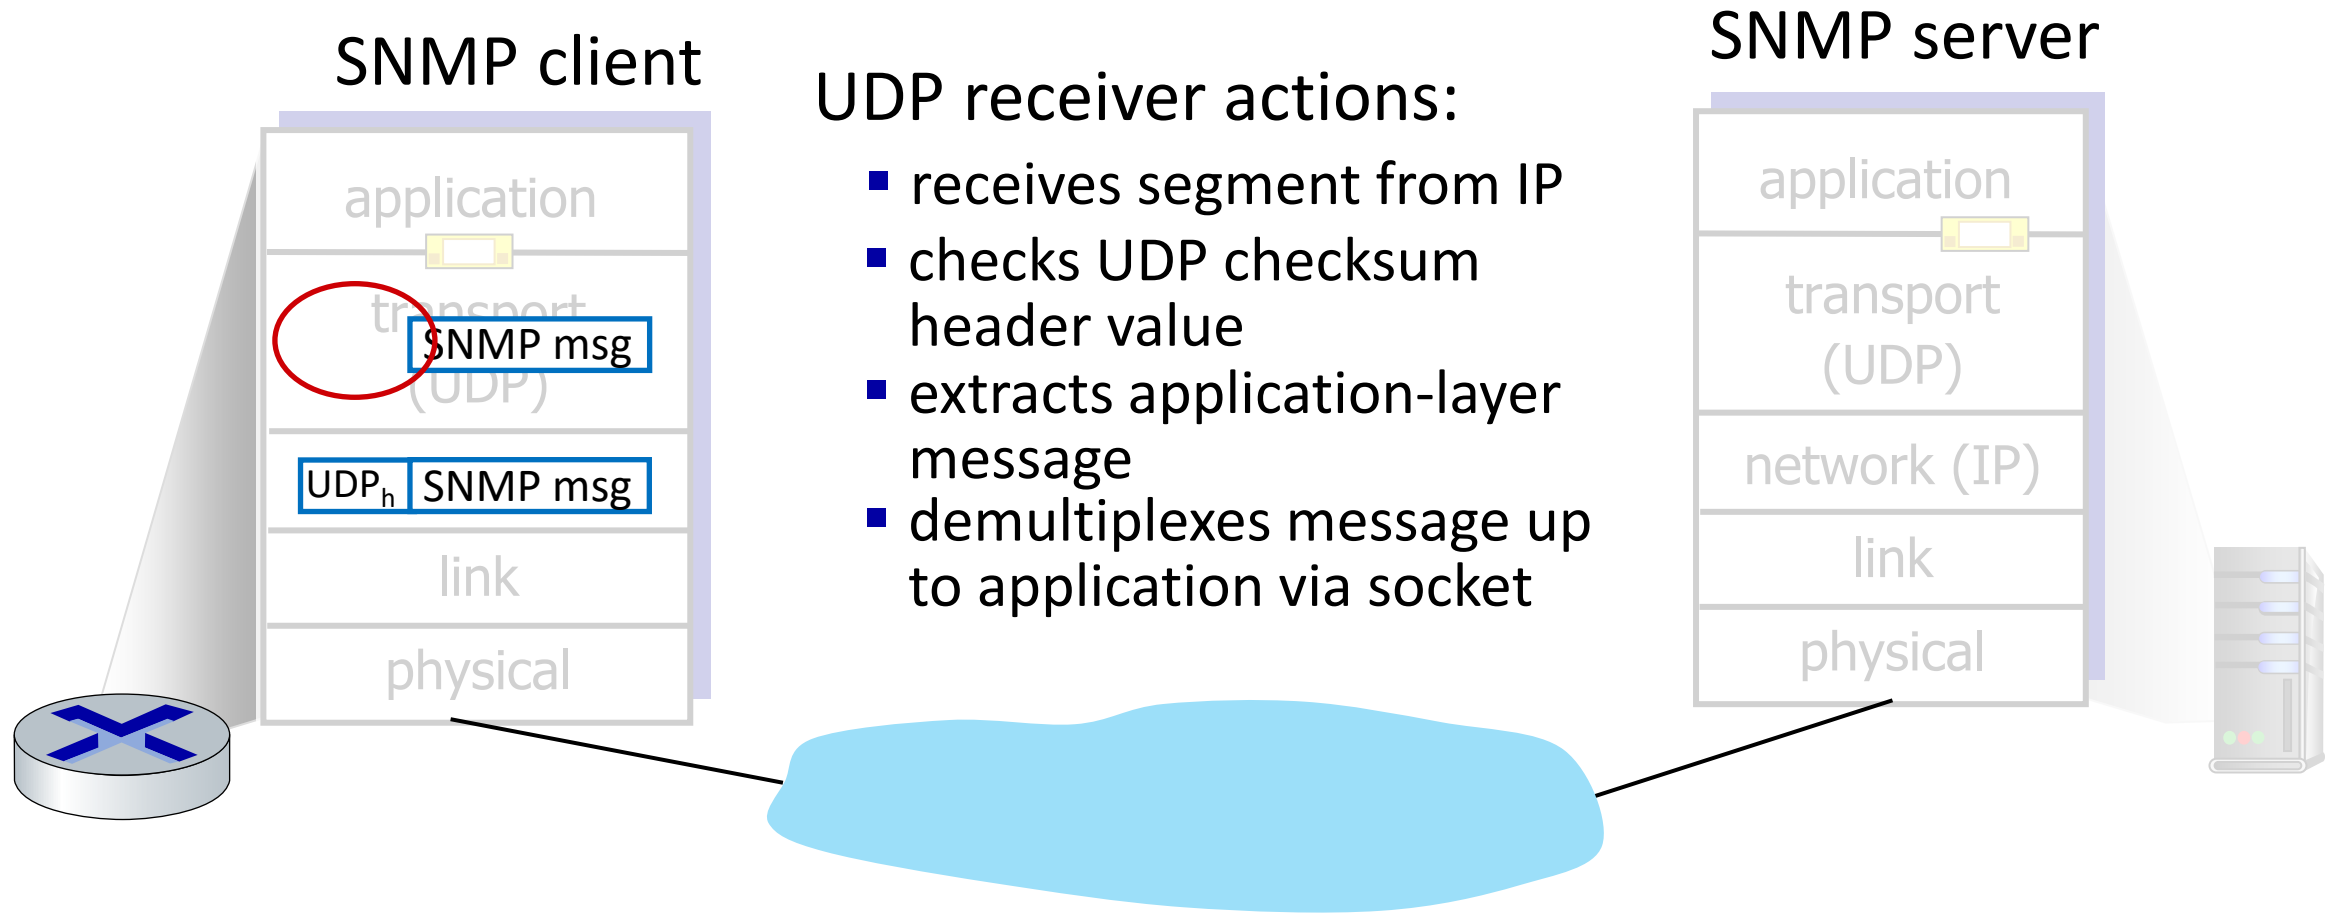 SNMP client
application
transport
SNMP msg
(UDP)
UDPh SNMP msg
link
physical
UDP receiver actions:
receives segment from IP
checks UDP checksum
header value
extracts application-layer
message
demultiplexes message up
to application via socket
SNMP server
application
transport
(UDP)
network (IP)
link
physical